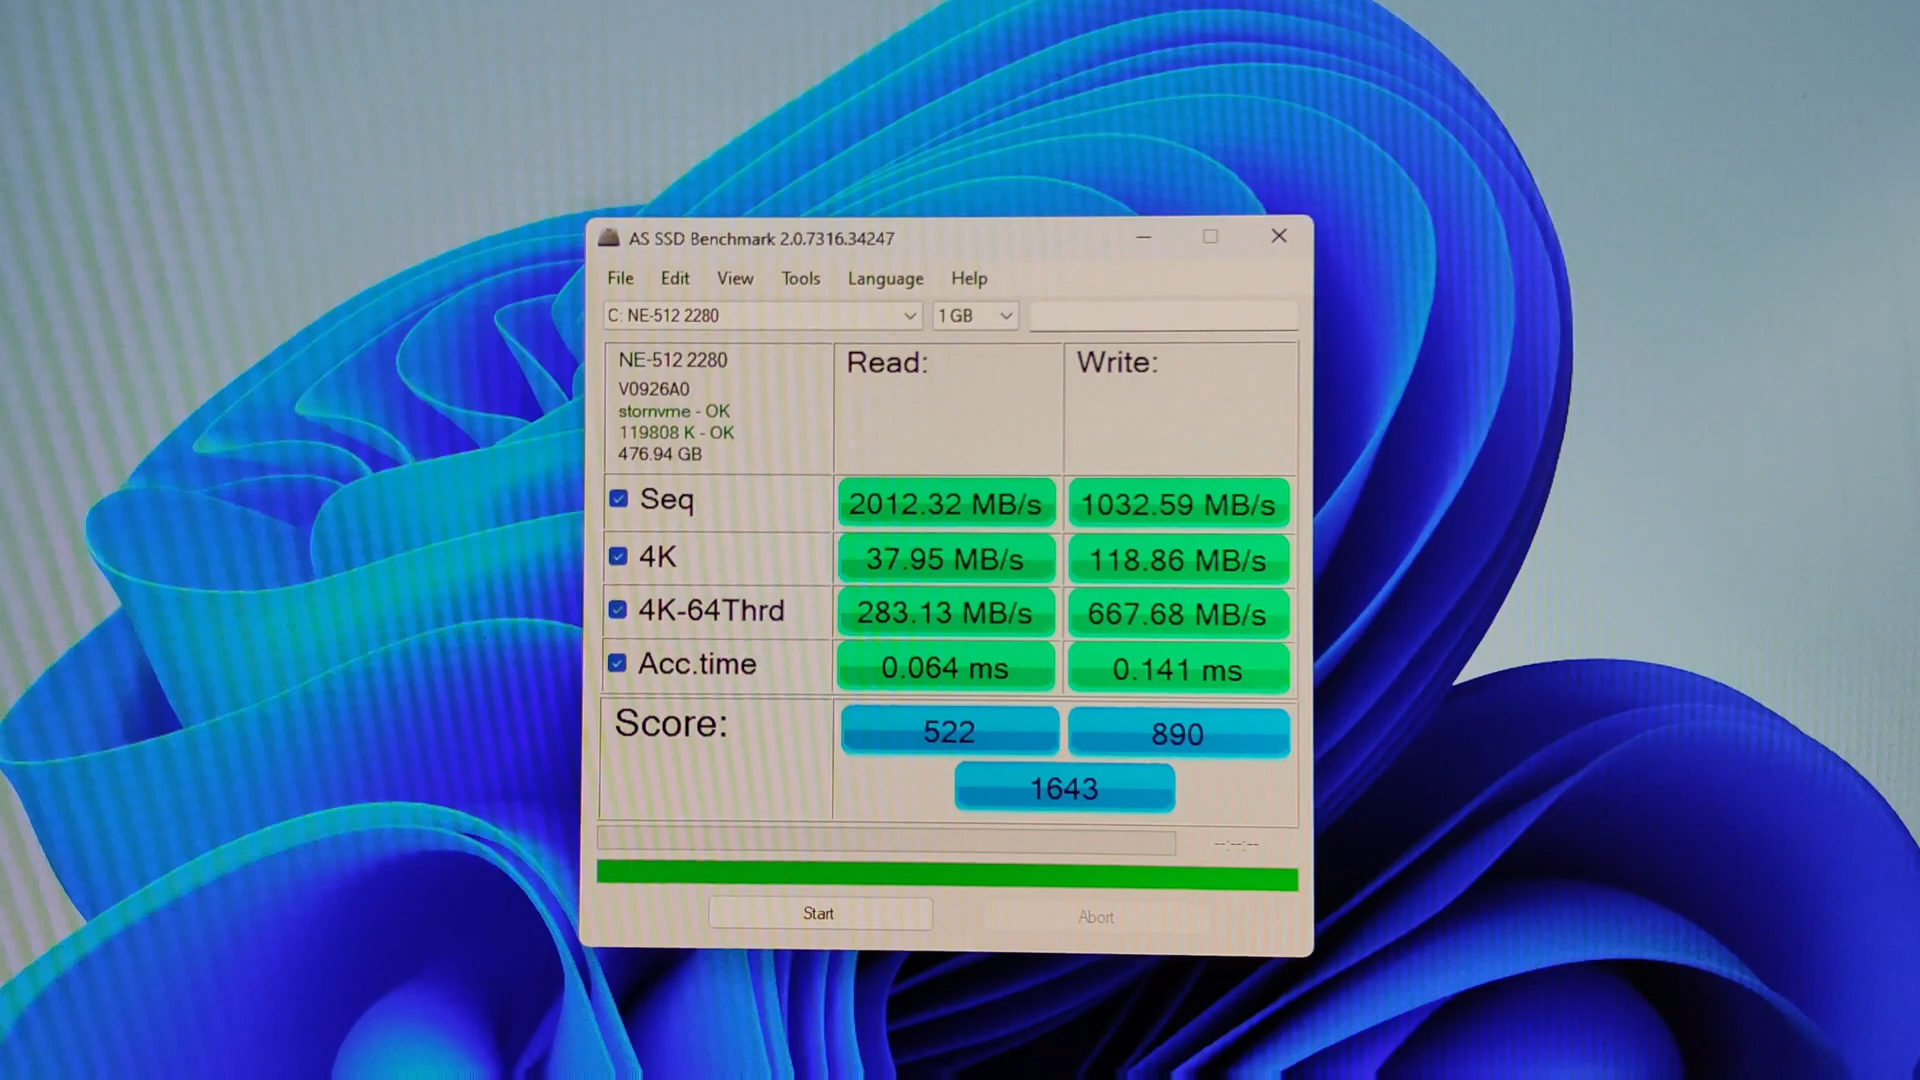 AS SSD Benchmark 2.0.7316.34247
File Edit View Tools Language Help
C: NE-512 2280 1 GB
NE-512 2280
V0926A0
stornvme - OK
119808 K - OK
476.94 GB
Read: Write:
Seq 2012.32 MB/s 1032.59 MB/s
4K 37.95 MB/s 118.86 MB/s
4K-64Thrd 283.13 MB/s 667.68 MB/s
Acc.time 0.064 ms 0.141 ms
Score: 522 890
1643
--:--:--
Start Abort